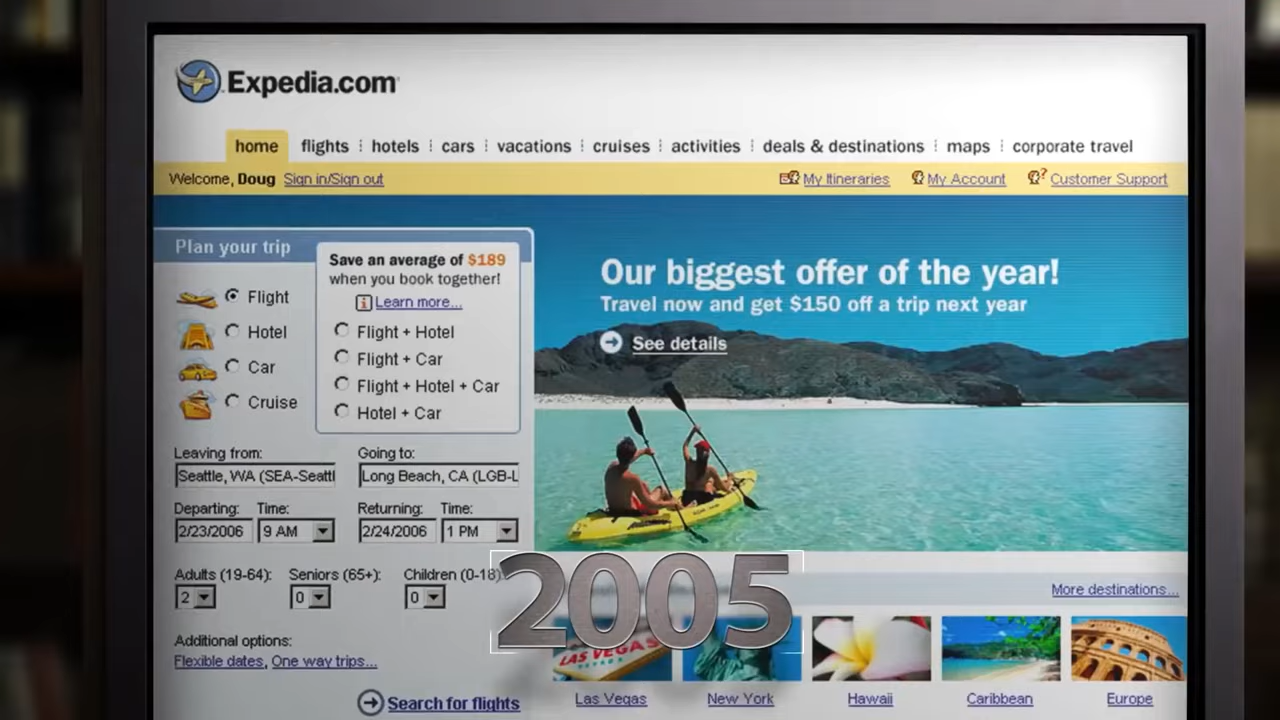 Expedia.com
home flights hotels cars vacations cruises activities deals & destinations maps corporate travel
Welcome, Doug Sign in/Sign out My Itineraries My Account Customer Support
Plan your trip
Save an average of $189
when you book together!
Learn more...
Flight
Hotel
Car
Cruise
Flight + Hotel
Flight + Car
Flight + Hotel + Car
Hotel + Car
Our biggest offer of the year!
Travel now and get $150 off a trip next year
See details
Leaving from: Going to:
Seattle, WA (SEA-Seattl Long Beach, CA (LGB-L
Departing: Time: Returning: Time:
2/23/2006 9 AM 2/24/2006 1 PM
Adults (19-64): Seniors (65+): Children (0-18):
2 0 0
Additional options:
Flexible dates, One way trips...
Search for flights
2005
More destinations...
LAS VEGAS
Las Vegas New York Hawaii Caribbean Europe